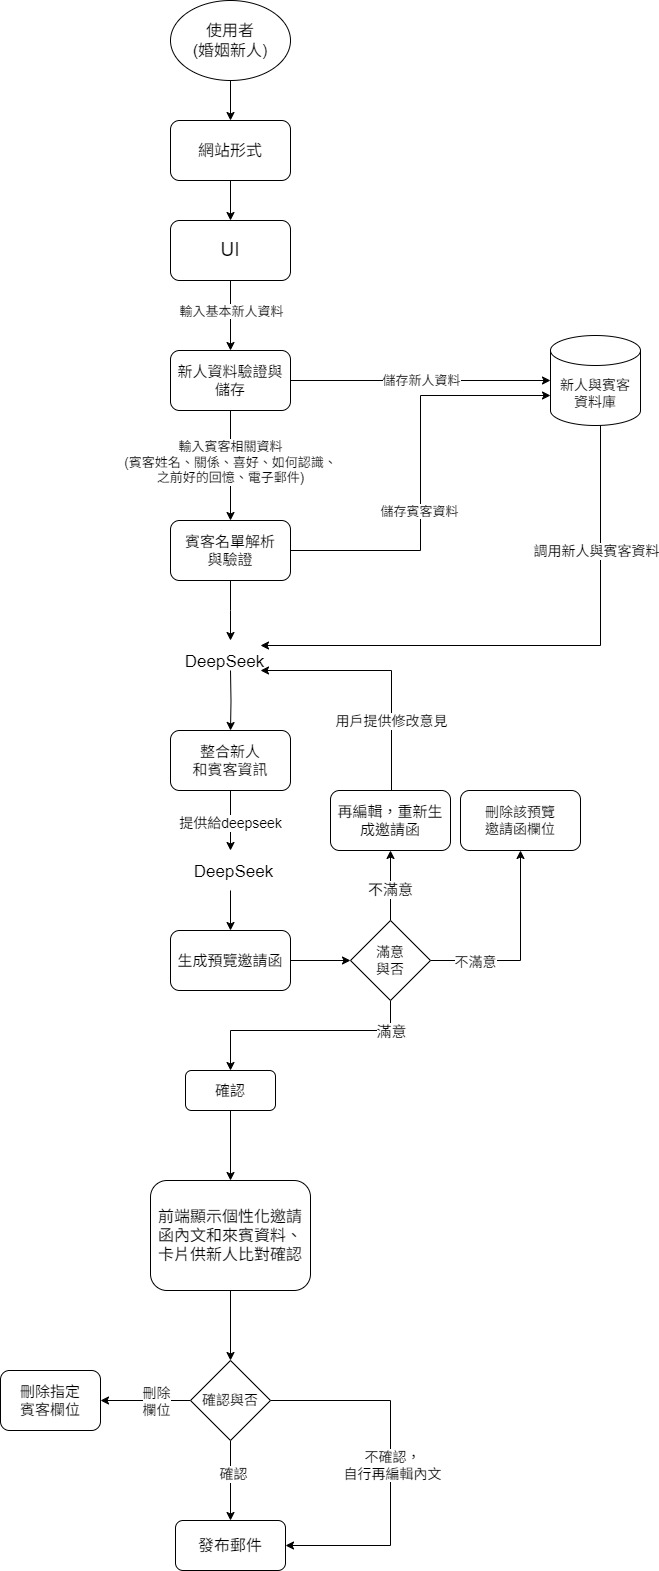 使用者
(婚姻新人)
網站形式
UI
輸入基本新人資料
新人資料驗證與
儲存
儲存新人資料
新人與賓客
資料庫
輸入賓客相關資料
(賓客姓名、關係、喜好、如何認識、
之前好的回憶、電子郵件)
儲存賓客資料
賓客名單解析
與驗證
調用新人與賓客資料
DeepSeek
用戶提供修改意見
整合新人
和賓客資訊
再編輯，重新生
成邀請函
刪除該預覽
邀請函欄位
提供給deepseek
DeepSeek
不滿意
生成預覽邀請函
滿意
與否
不滿意
滿意
確認
前端顯示個性化邀請
函內文和來賓資料、
卡片供新人比對確認
刪除指定
賓客欄位
刪除
欄位
確認與否
確認
不確認，
自行再編輯內文
發布郵件